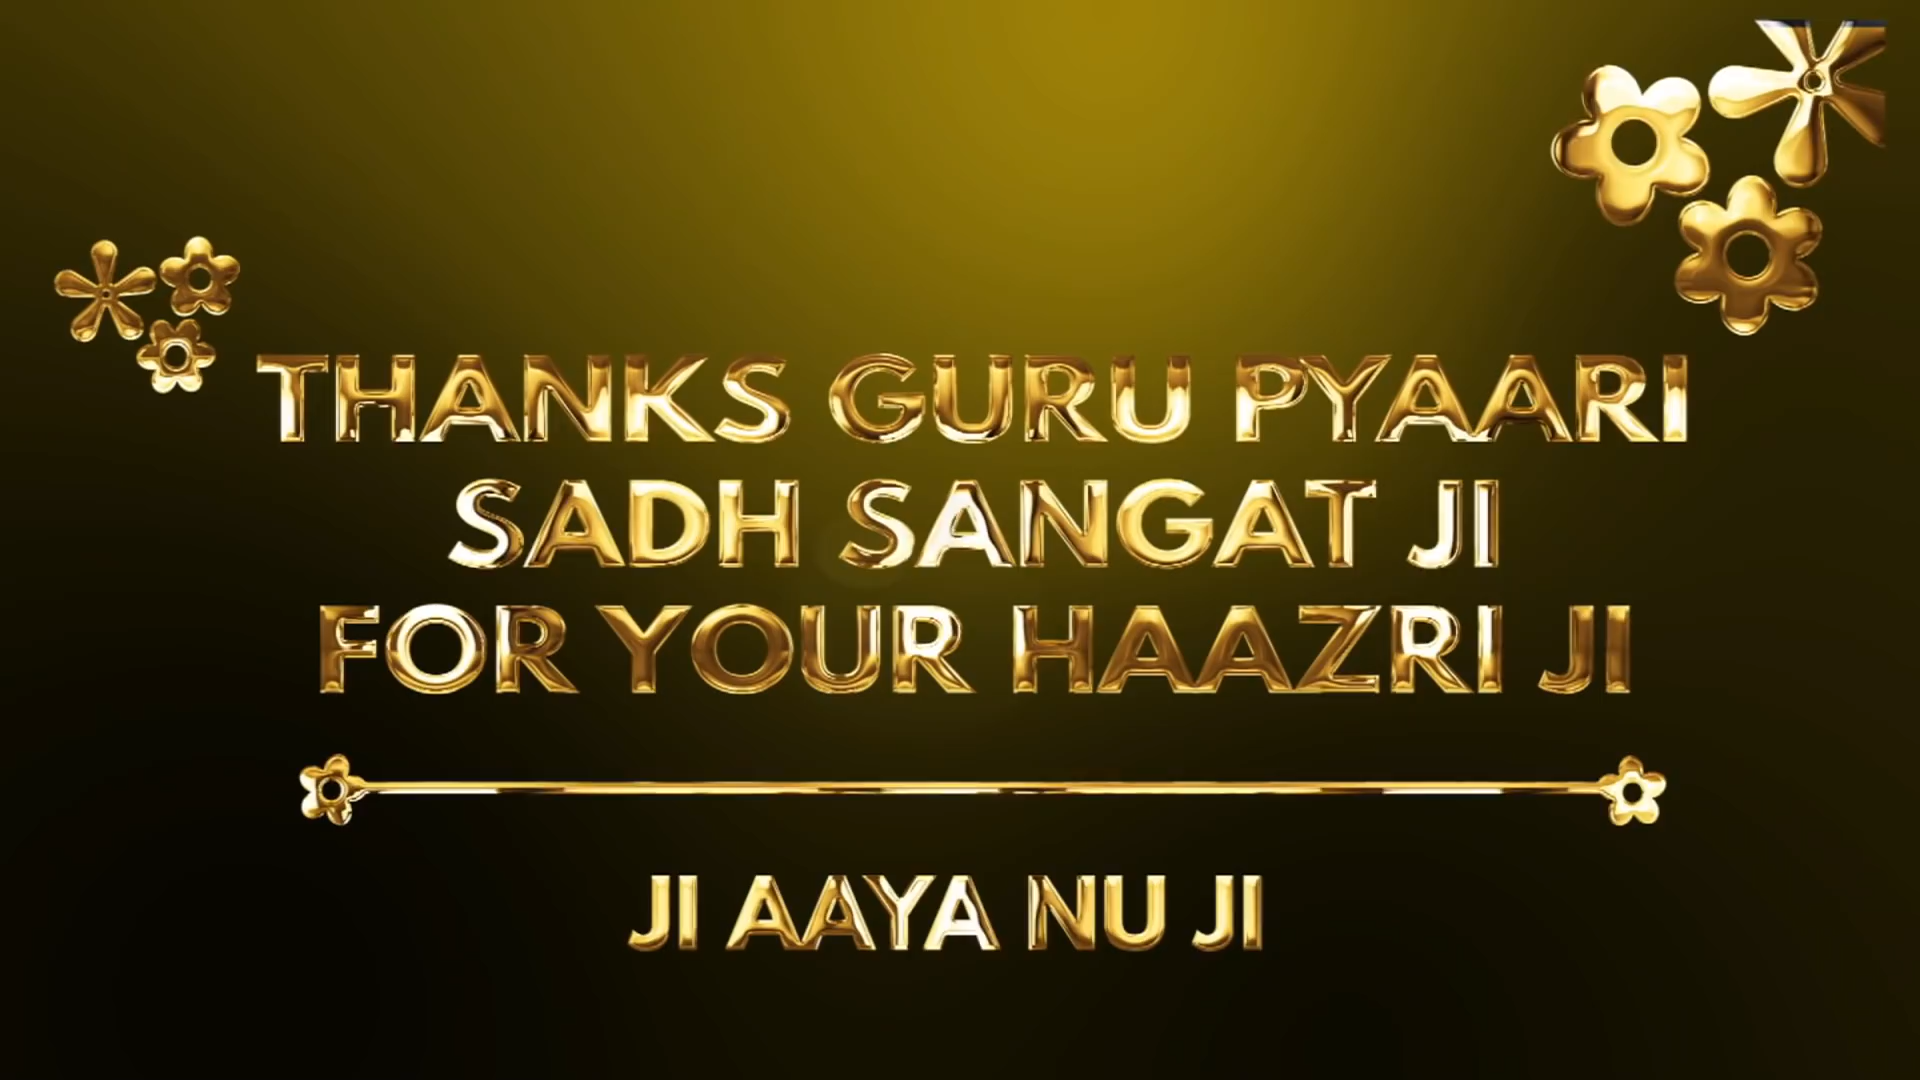 THANKS GURU PYAARI
SADH SANGAT JI
FOR YOUR HAAZRI JI
JI AAYA NU JI